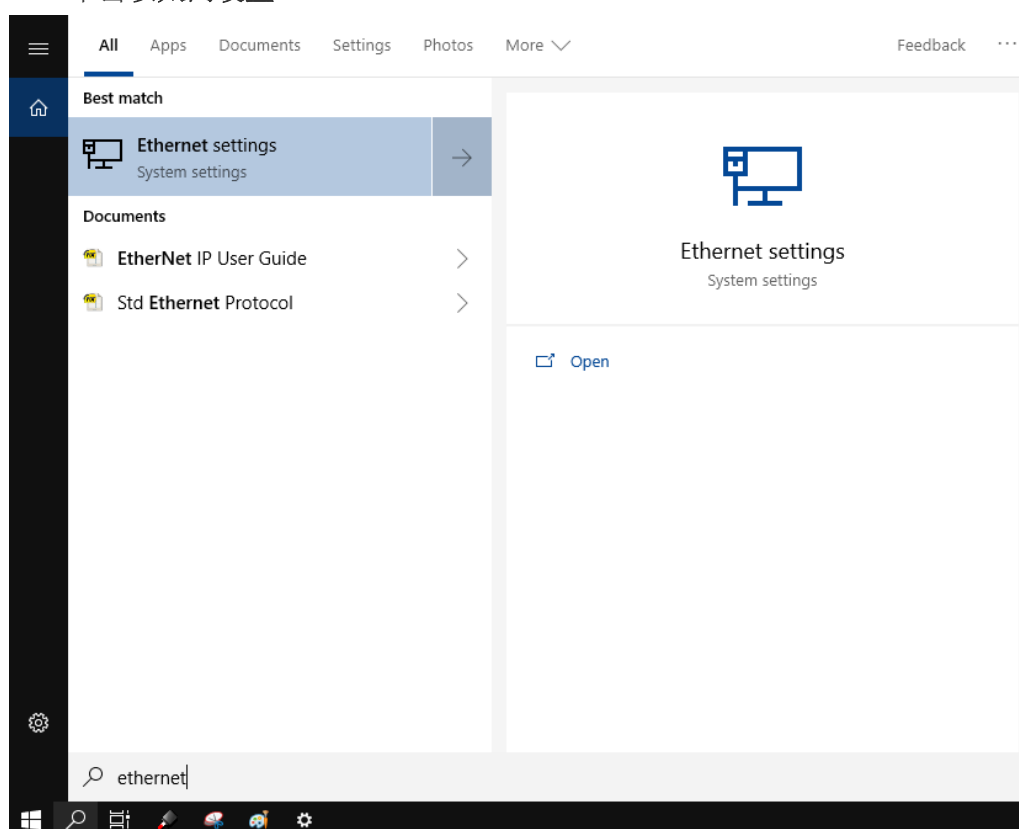 All Apps Documents Settings Photos More Feedback ...
Best match
Ethernet settings
System settings
Documents
EtherNet IP User Guide
Std Ethernet Protocol
Ethernet settings
System settings
Open
ethernet